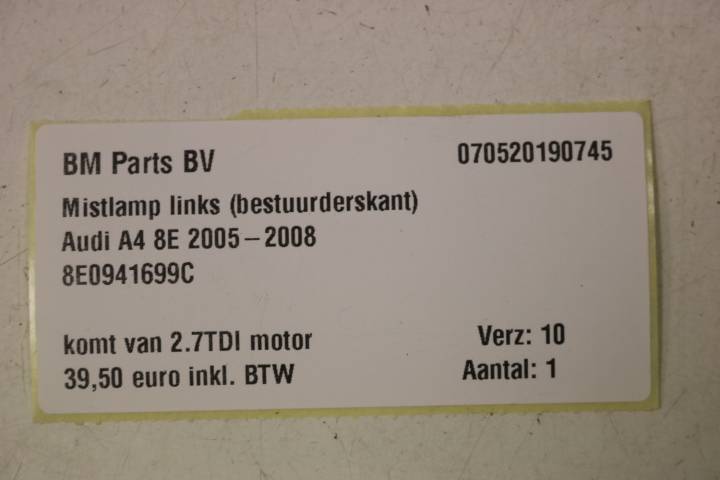 BM Parts BV 070520190745
Mistlamp links (bestuurderskant)
Audi A4 8E 2005 – 2008
8E0941699C
komt van 2.7TDI motor Verz: 10
39,50 euro inkl. BTW Aantal: 1